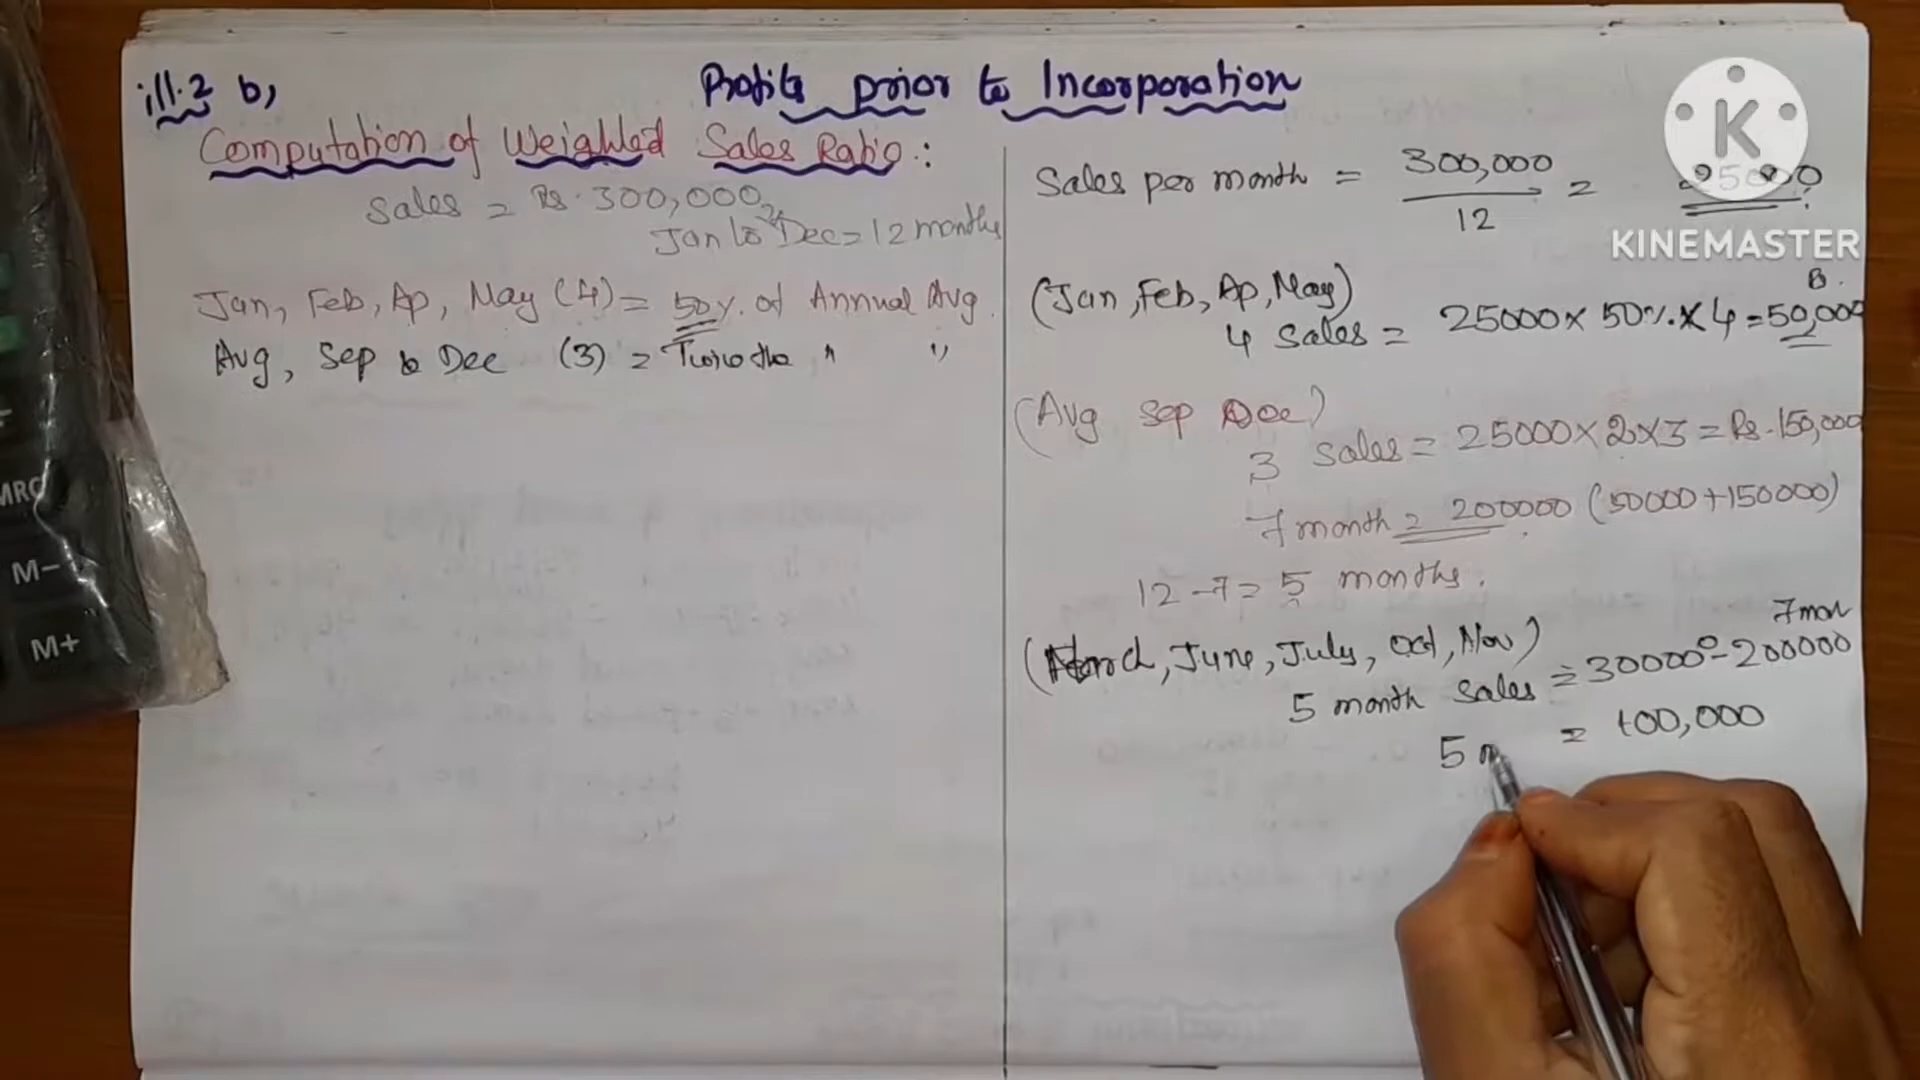 ill.2 b,
Profits prior to Incorporation
Computation of Weighted Sales Ratio :
Sales = Rs. 300,000
Jan to Dec = 12 months
Jan, Feb, Ap, May (4) = 50% of Annual Avg.
Aug, Sep & Dec (3) = Twice the " "
Sales per month = 300,000 / 12 =
(Jan, Feb, Ap, May)
4 Sales = 25000 × 50% × 4 = 50,000
(Aug Sep Dec)
3 Sales = 25000 × 2 × 3 = Rs. 150,000
7 month = 200000 (50000 + 150000)
12 - 7 = 5 months.
7 mon
(March, June, July, Oct, Nov)
5 month Sales = 300000 - 200000
= 100,000
5
K
KINEMASTER
MRC
M-
M+